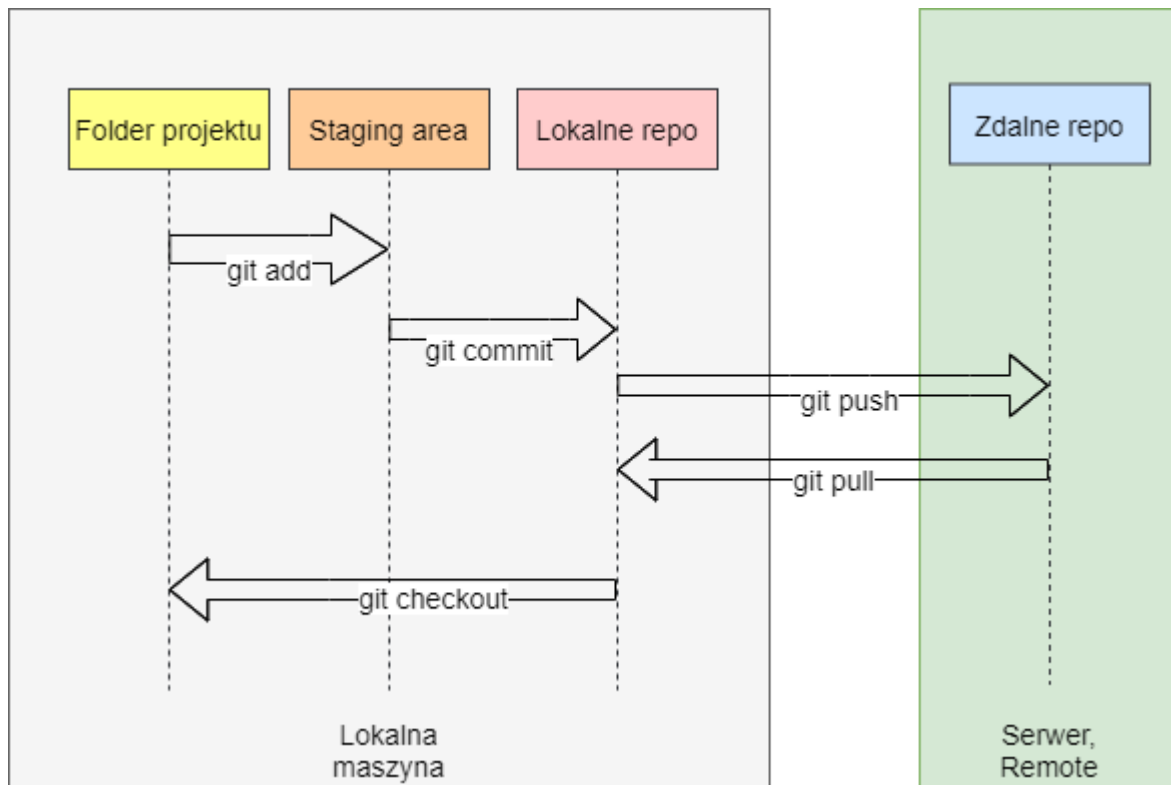 Folder projektu
Staging area
Lokalne repo
Zdalne repo
git add
git commit
git push
git pull
git checkout
Lokalna
maszyna
Serwer,
Remote